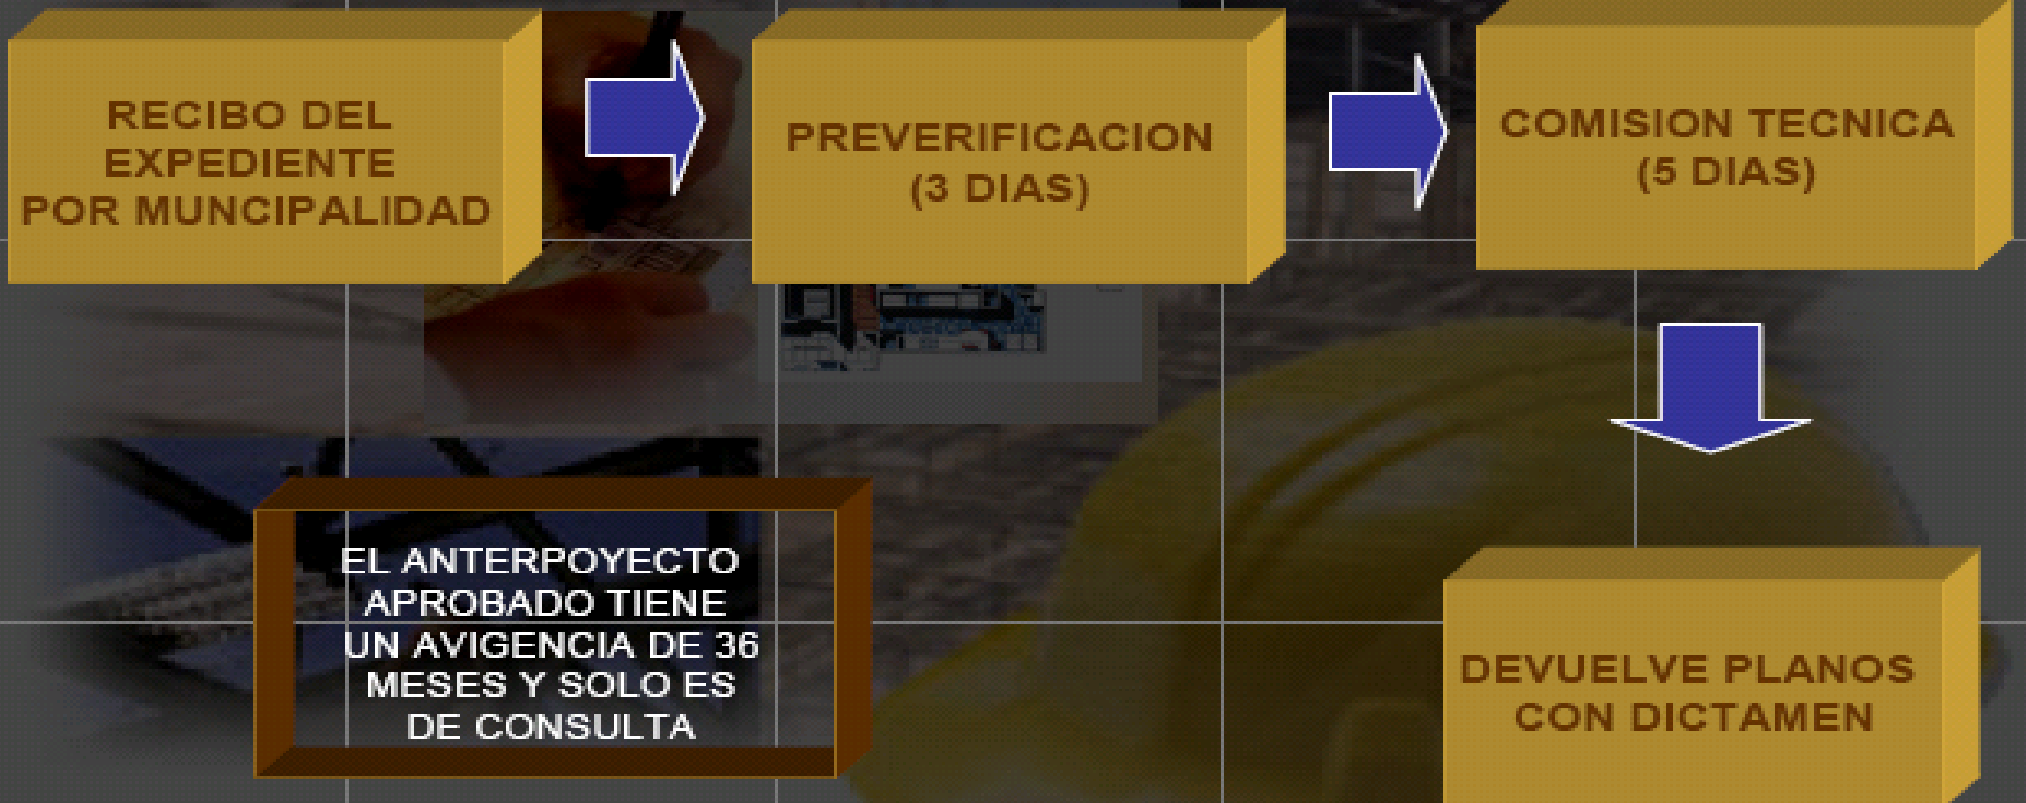 RECIBO DEL
EXPEDIENTE
POR MUNCIPALIDAD
PREVERIFICACION
(3 DIAS)
COMISION TECNICA
(5 DIAS)
EL ANTERPOYECTO
APROBADO TIENE
UN AVIGENCIA DE 36
MESES Y SOLO ES
DE CONSULTA
DEVUELVE PLANOS
CON DICTAMEN